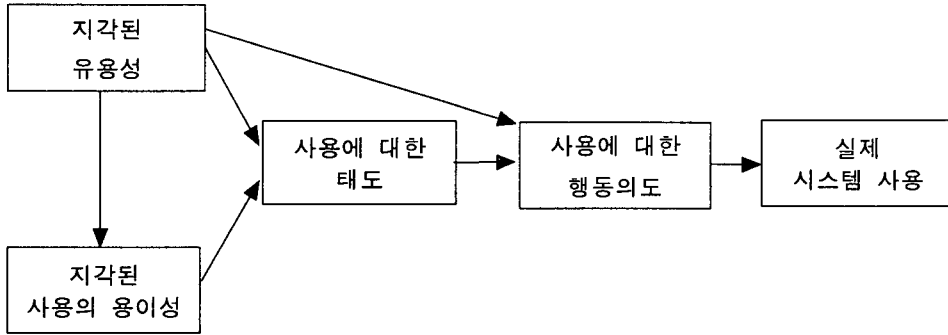 지각된
유용성
사용에 대한
태도
사용에 대한
행동의도
실제
시스템 사용
지각된
사용의 용이성